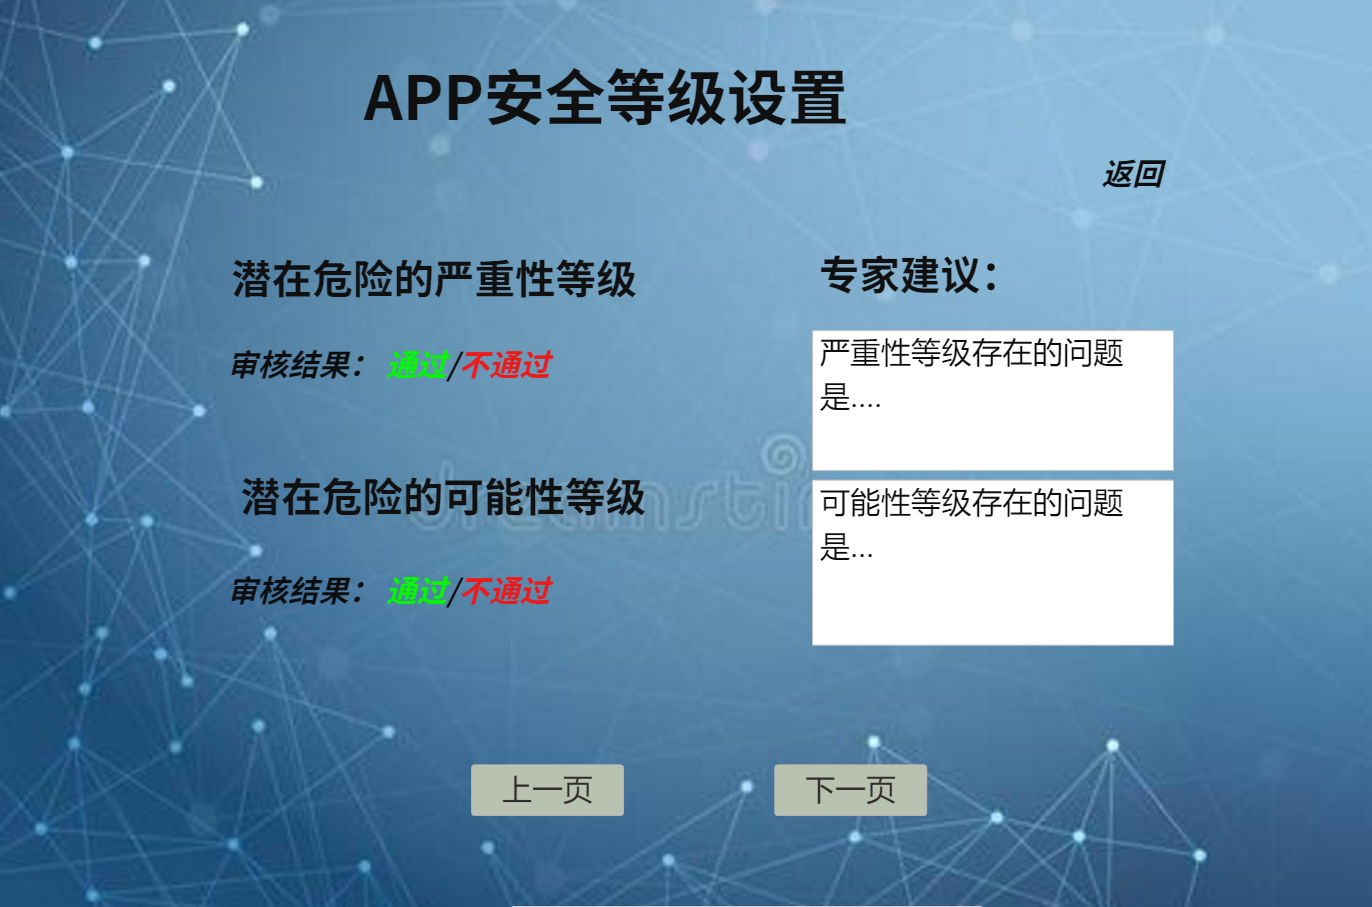 APP安全等级设置
返回
潜在危险的严重性等级
专家建议：
审核结果： 通过/不通过
严重性等级存在的问题
是....
潜在危险的可能性等级
可能性等级存在的问题
是...
审核结果： 通过/不通过
上一页
下一页